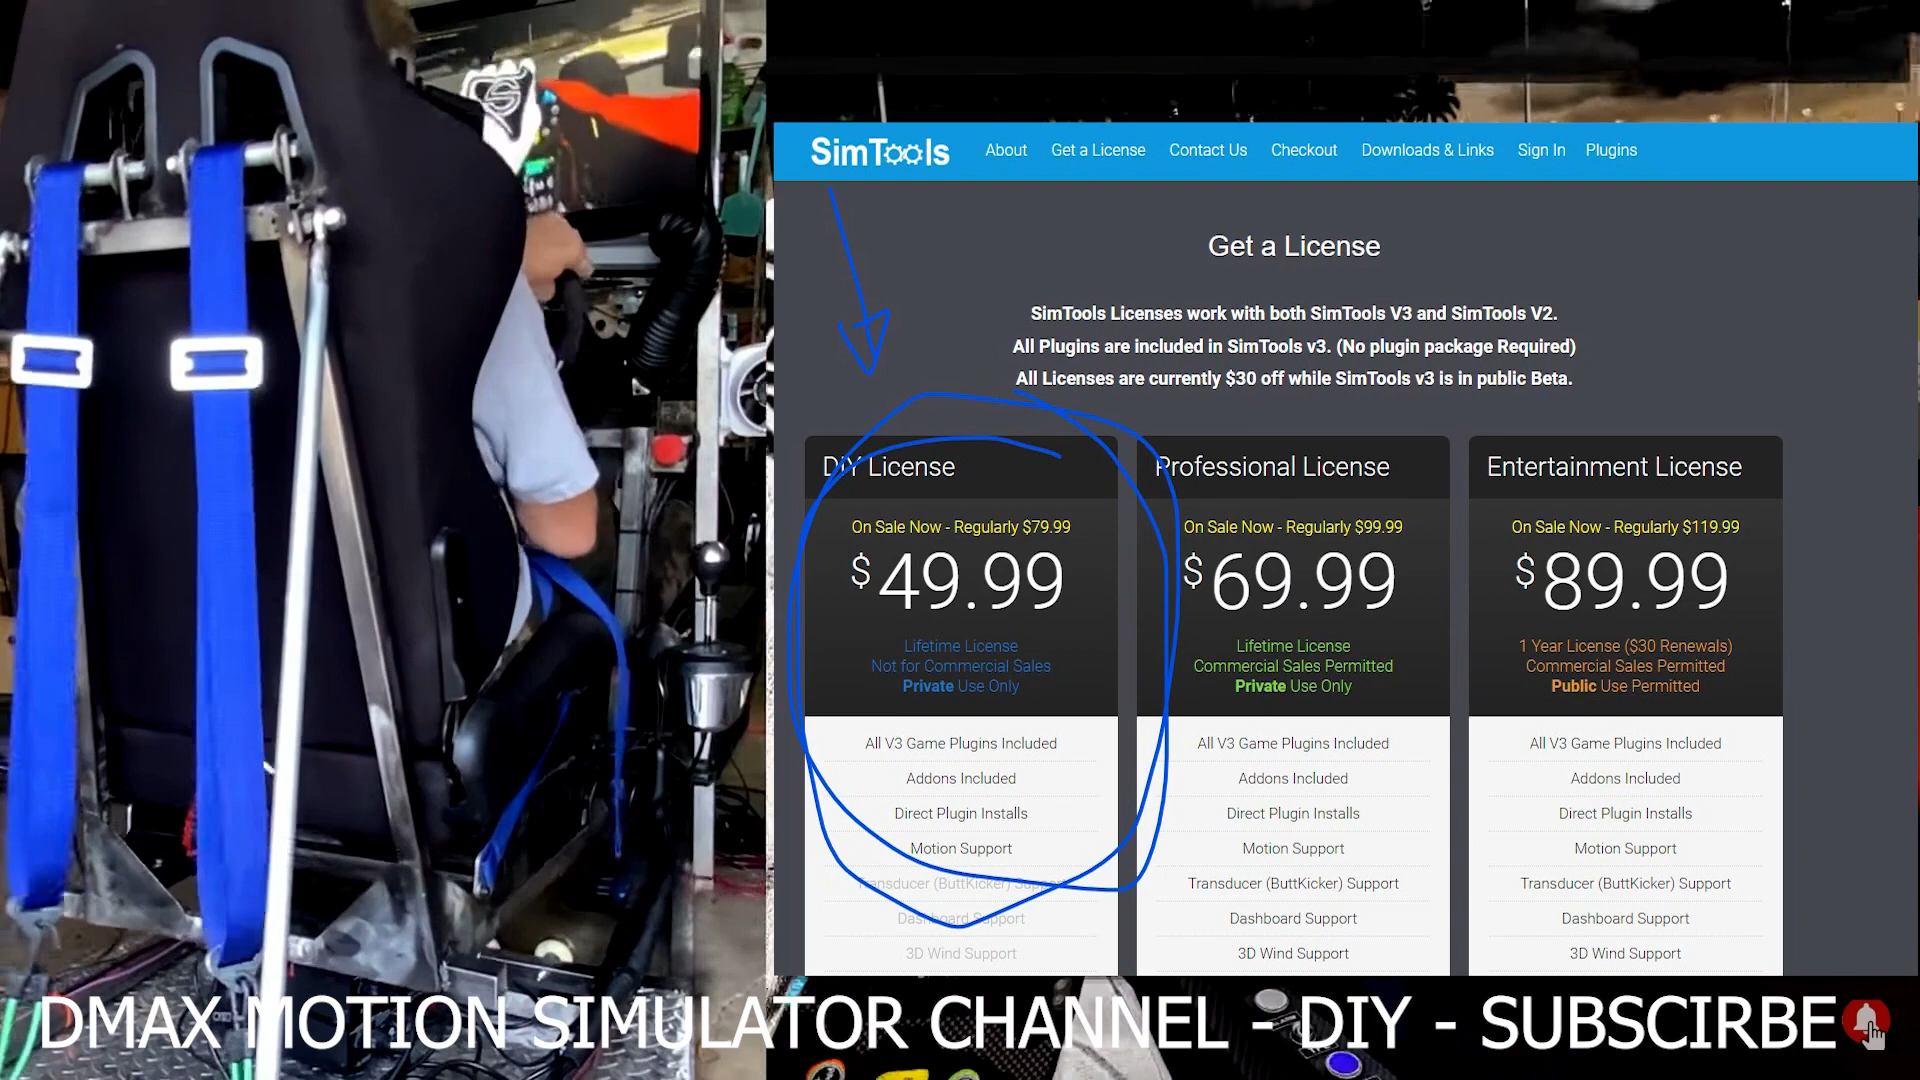 SimTools
About Get a License Contact Us Checkout Downloads & Links Sign In Plugins
Get a License
SimTools Licenses work with both SimTools V3 and SimTools V2.
All Plugins are included in SimTools v3. (No plugin package Required)
All Licenses are currently $30 off while SimTools v3 is in public Beta.
DIY License
On Sale Now - Regularly $79.99
$49.99
Lifetime License
Not for Commercial Sales
Private Use Only
All V3 Game Plugins Included
Addons Included
Direct Plugin Installs
Motion Support
Transducer (ButtKicker) Support
Dashboard Support
3D Wind Support
Professional License
On Sale Now - Regularly $99.99
$69.99
Lifetime License
Commercial Sales Permitted
Private Use Only
All V3 Game Plugins Included
Addons Included
Direct Plugin Installs
Motion Support
Transducer (ButtKicker) Support
Dashboard Support
3D Wind Support
Entertainment License
On Sale Now - Regularly $119.99
$89.99
1 Year License ($30 Renewals)
Commercial Sales Permitted
Public Use Permitted
All V3 Game Plugins Included
Addons Included
Direct Plugin Installs
Motion Support
Transducer (ButtKicker) Support
Dashboard Support
3D Wind Support
DMAX MOTION SIMULATOR CHANNEL - DIY - SUBSCIRBE